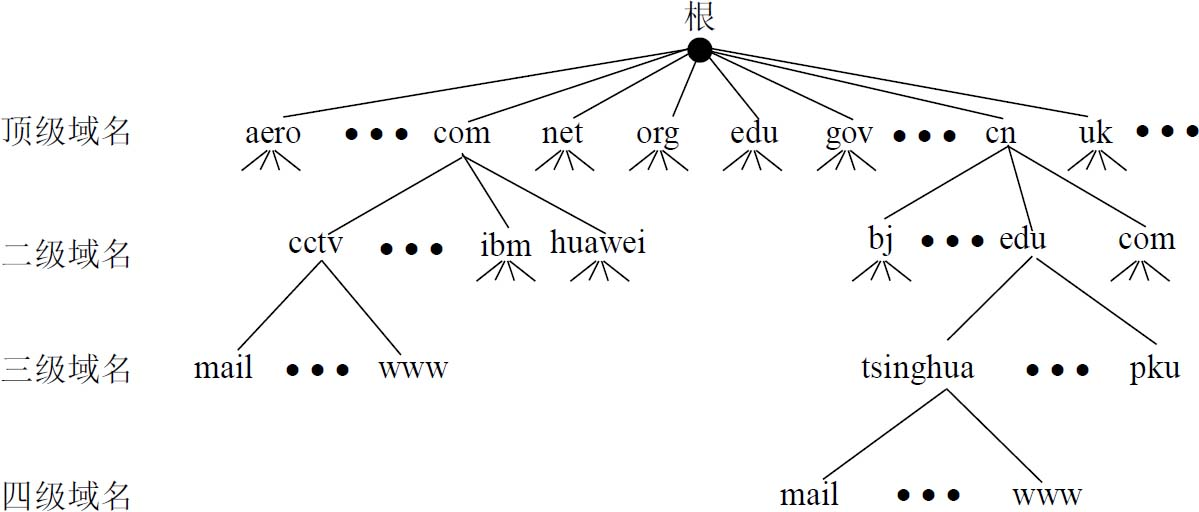 根
顶级域名 aero ••• com net org edu gov ••• cn uk •••
二级域名 cctv ••• ibm huawei bj ••• edu com
三级域名 mail ••• www tsinghua ••• pku
四级域名 mail ••• www